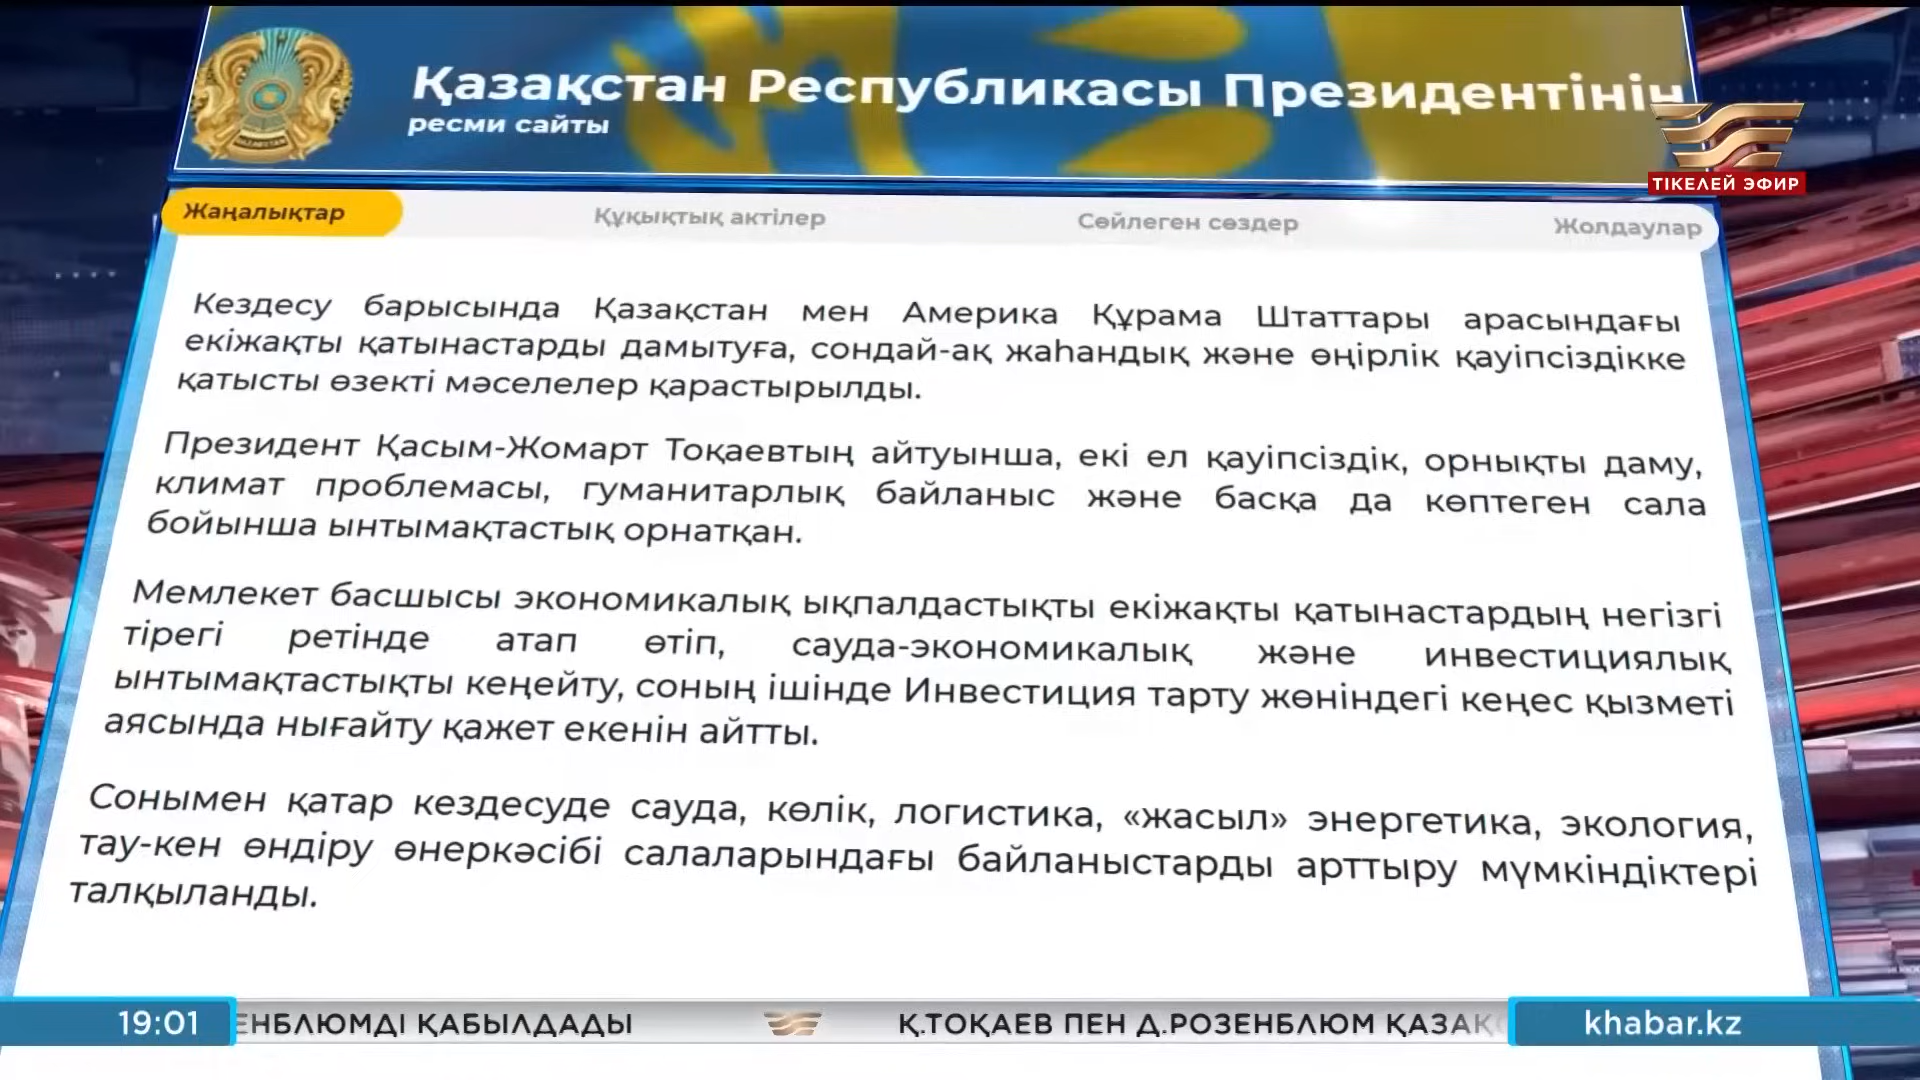 Қазақстан Республикасы Президентінің
ресми сайты
ТІКЕЛЕЙ ЭФИР
Жаңалықтар Құқықтық актілер Сөйлеген сөздер Жолдаулар
Кездесу барысында Қазақстан мен Америка Құрама Штаттары арасындағы
екіжақты қатынастарды дамытуға, сондай-ақ жаһандық және өңірлік қауіпсіздікке
қатысты өзекті мәселелер қарастырылды.
Президент Қасым-Жомарт Тоқаевтың айтуынша, екі ел қауіпсіздік, орнықты даму,
климат проблемасы, гуманитарлық байланыс және басқа да көптеген сала
бойынша ынтымақтастық орнатқан.
Мемлекет басшысы экономикалық ықпалдастықты екіжақты қатынастардың негізгі
тірегі ретінде атап өтіп, сауда-экономикалық және инвестициялық
ынтымақтастықты кеңейту, соның ішінде Инвестиция тарту жөніндегі кеңес қызметі
аясында нығайту қажет екенін айтты.
Сонымен қатар кездесуде сауда, көлік, логистика, «жасыл» энергетика, экология,
тау-кен өндіру өнеркәсібі салаларындағы байланыстарды арттыру мүмкіндіктері
талқыланды.
19:01 ЕНБЛЮМДІ ҚАБЫЛДАДЫ Қ.ТОҚАЕВ ПЕН Д.РОЗЕНБЛЮМ ҚАЗАҚ khabar.kz